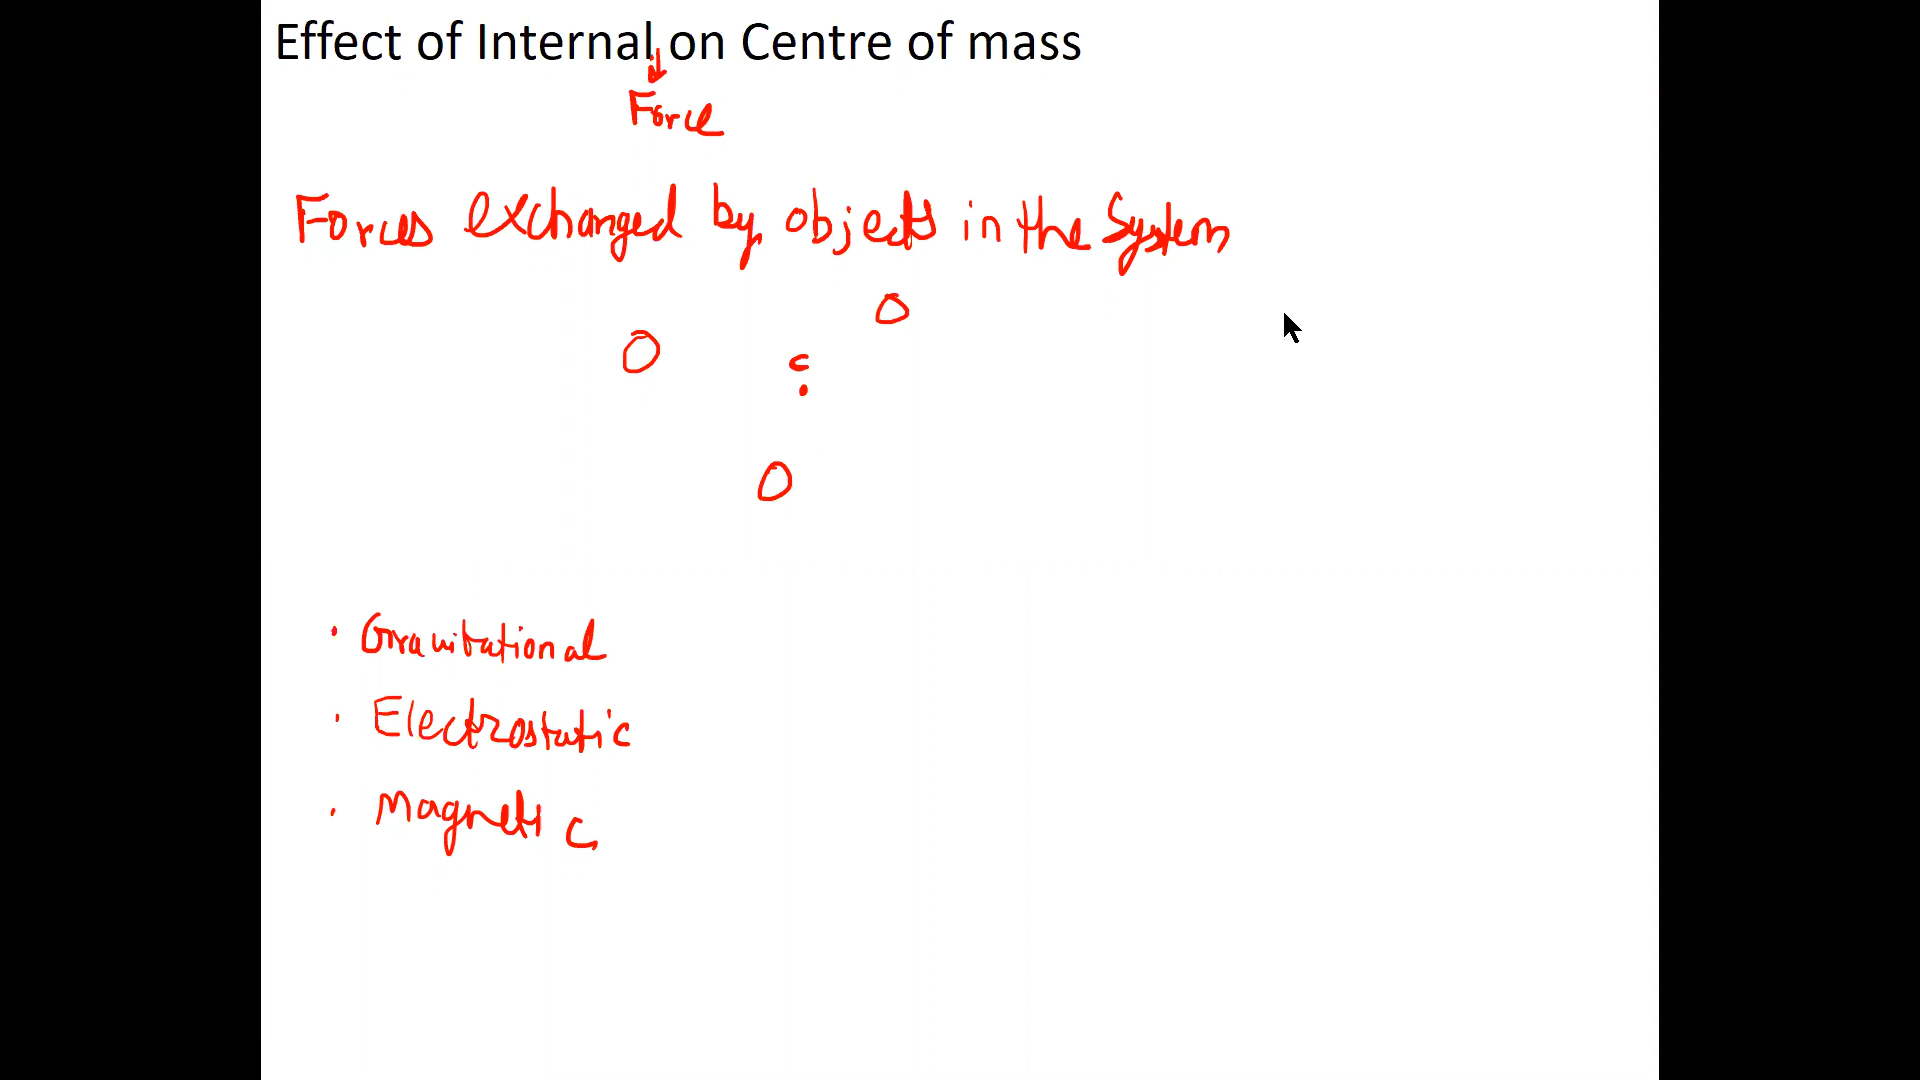 Effect of Internal on Centre of mass
Force
Forces exchanged by objects in the System
c
• Gravitational
• Electrostatic
• Magnetic